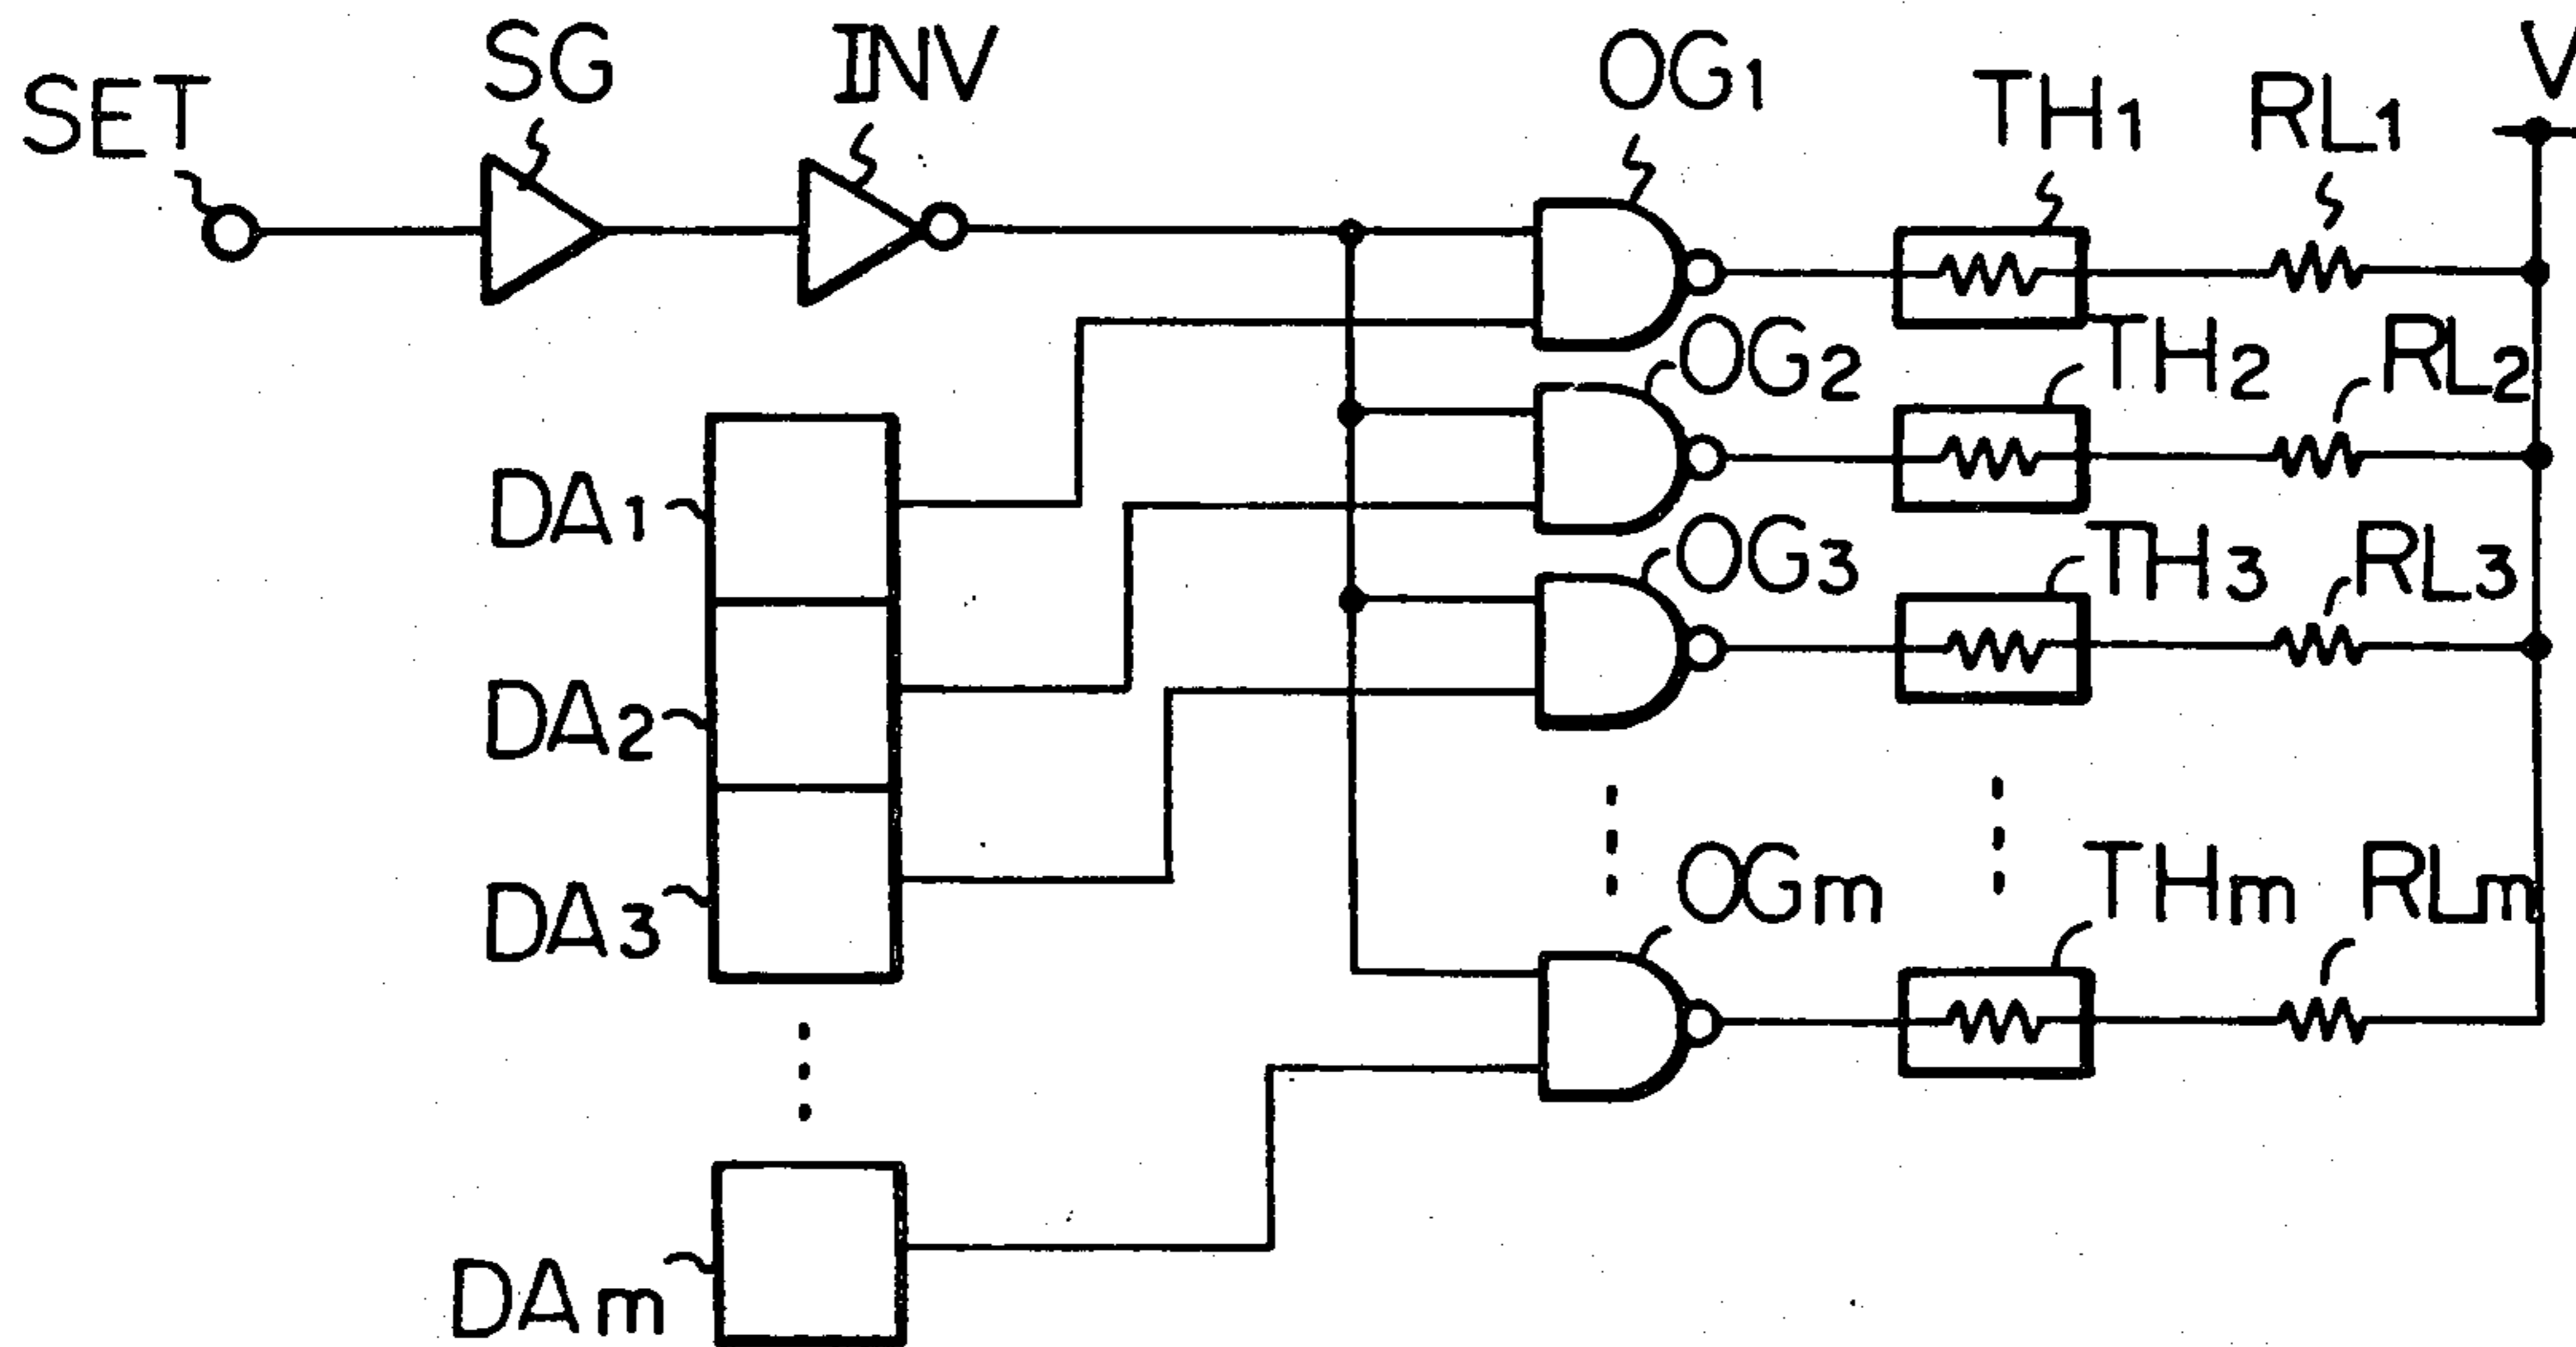 SET
SG
INV
OG1
TH1
RL1
V
OG2
TH2
RL2
DA1
OG3
TH3
RL3
DA2
DA3
OGm
THm
RLm
DAm